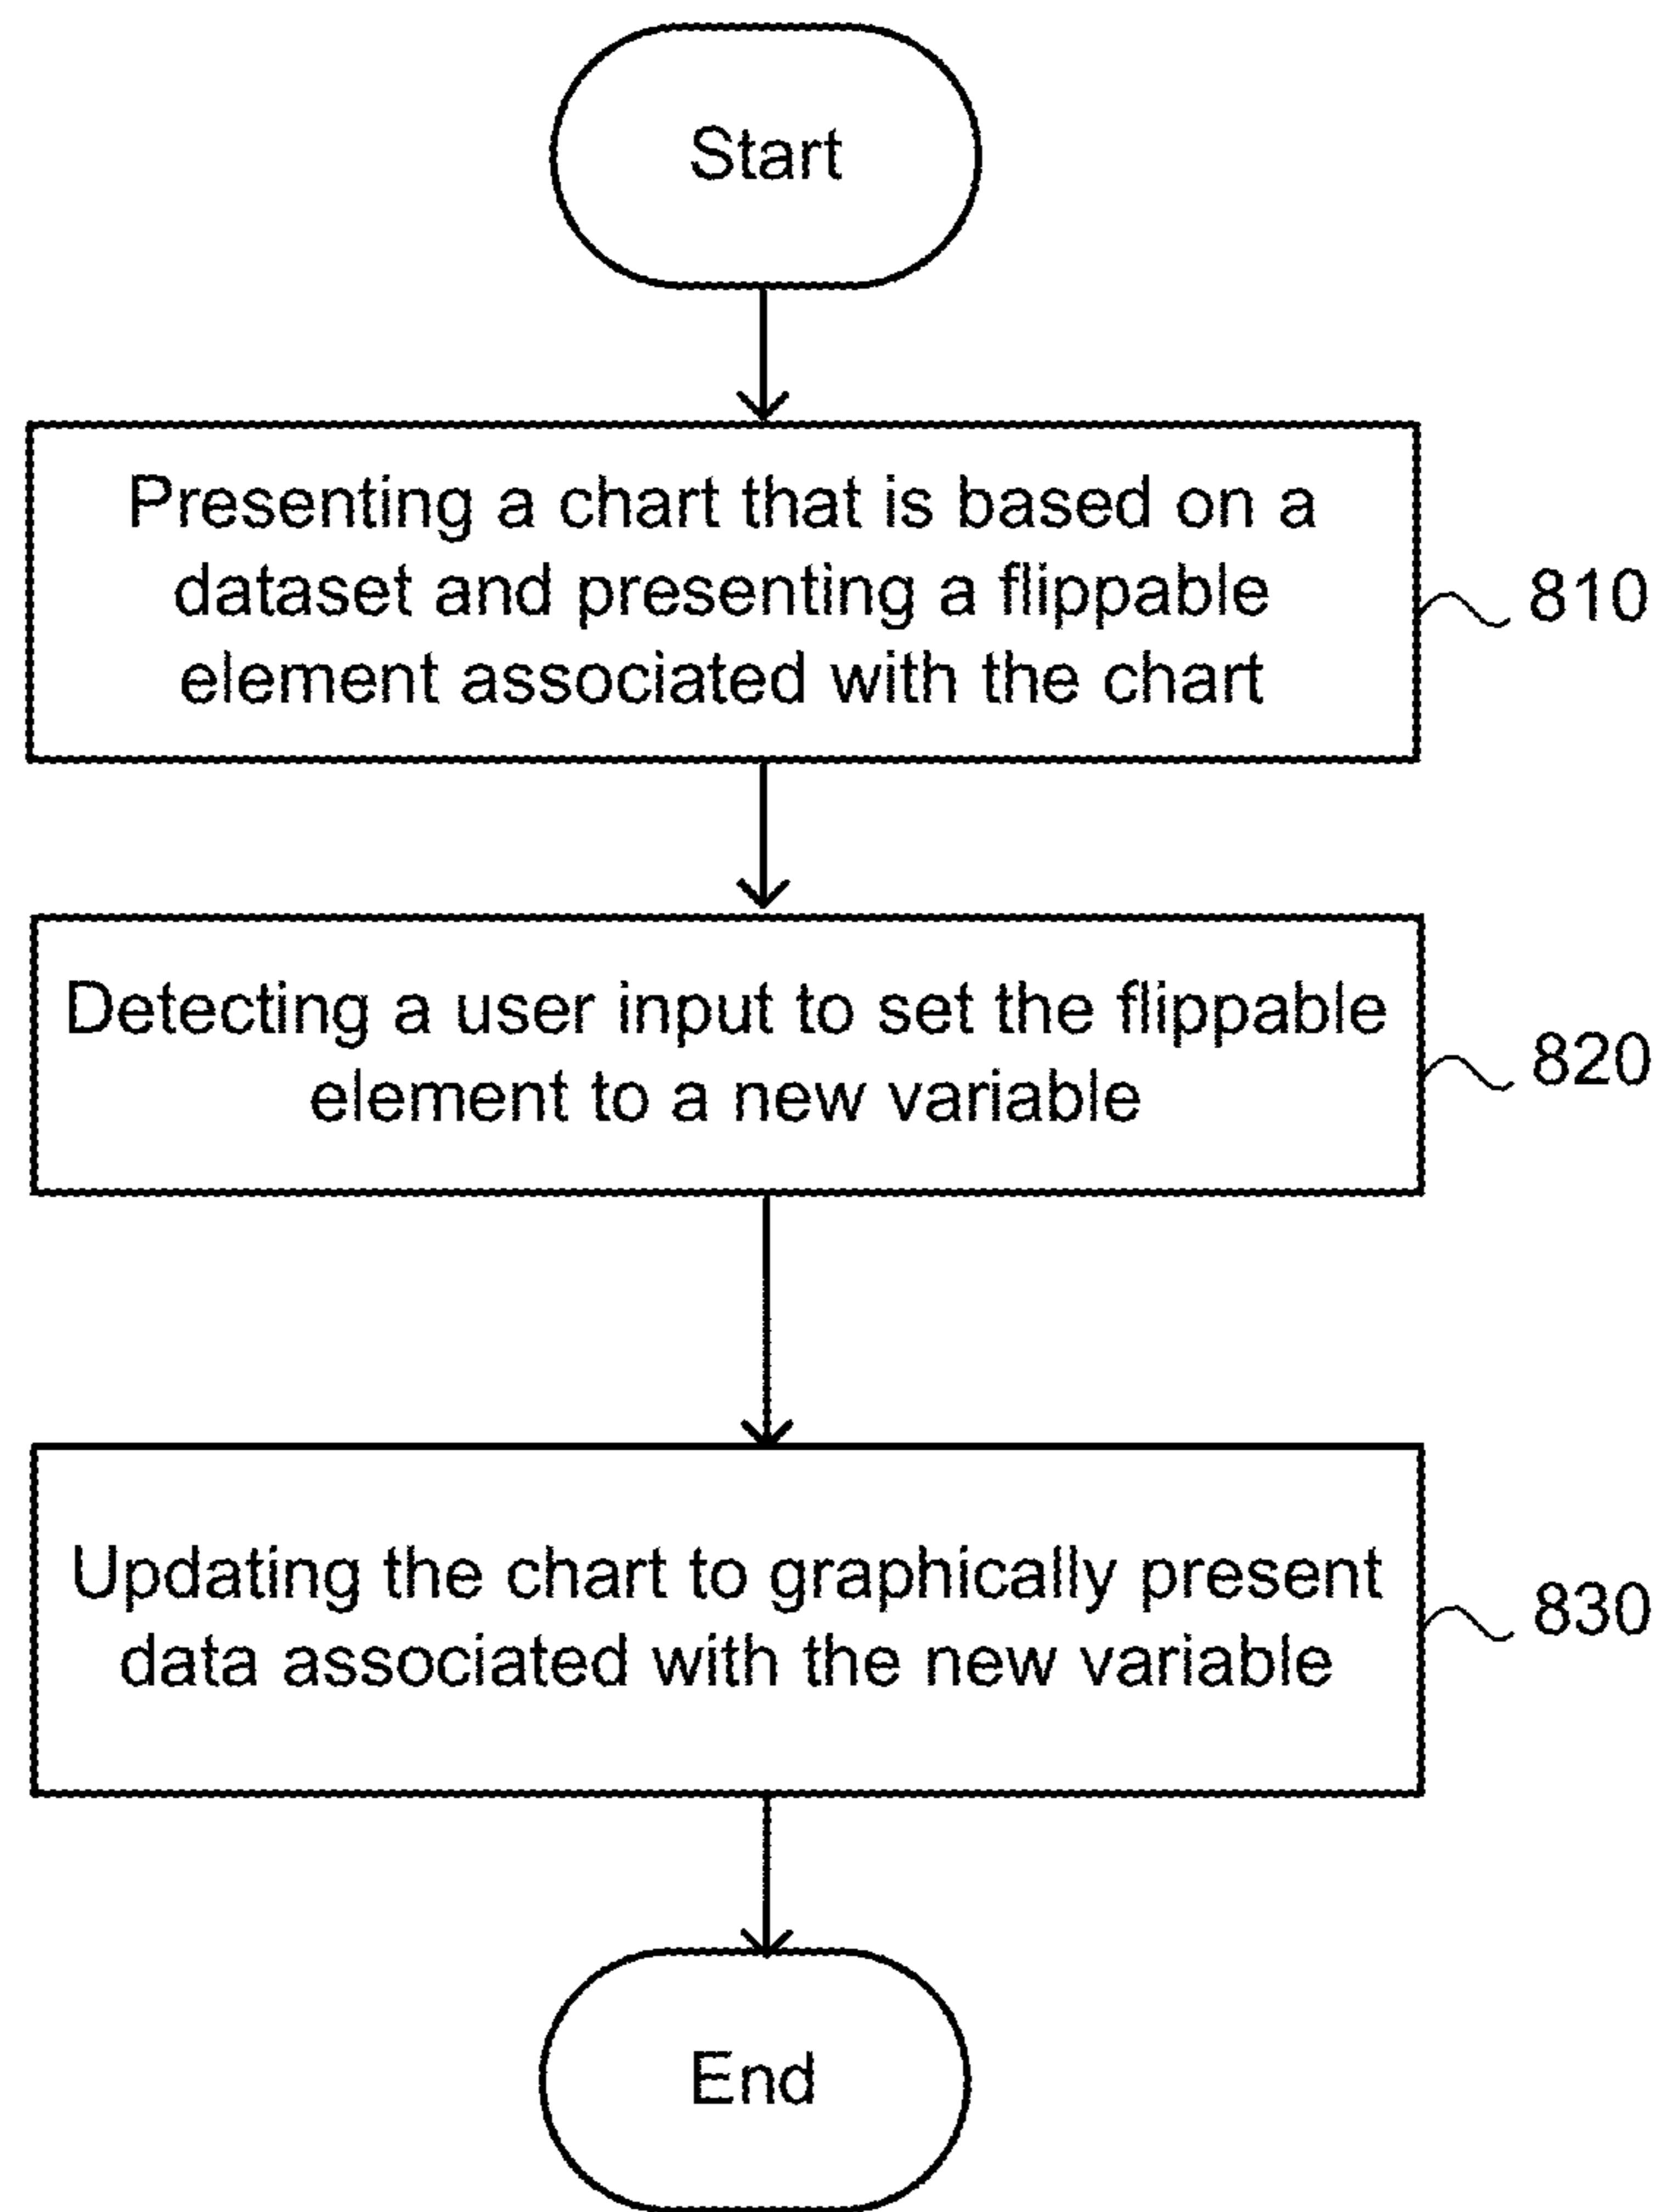 Start
Presenting a chart that is based on a
dataset and presenting a flippable
element associated with the chart
810
Detecting a user input to set the flippable
element to a new variable
820
Updating the chart to graphically present
data associated with the new variable
830
End